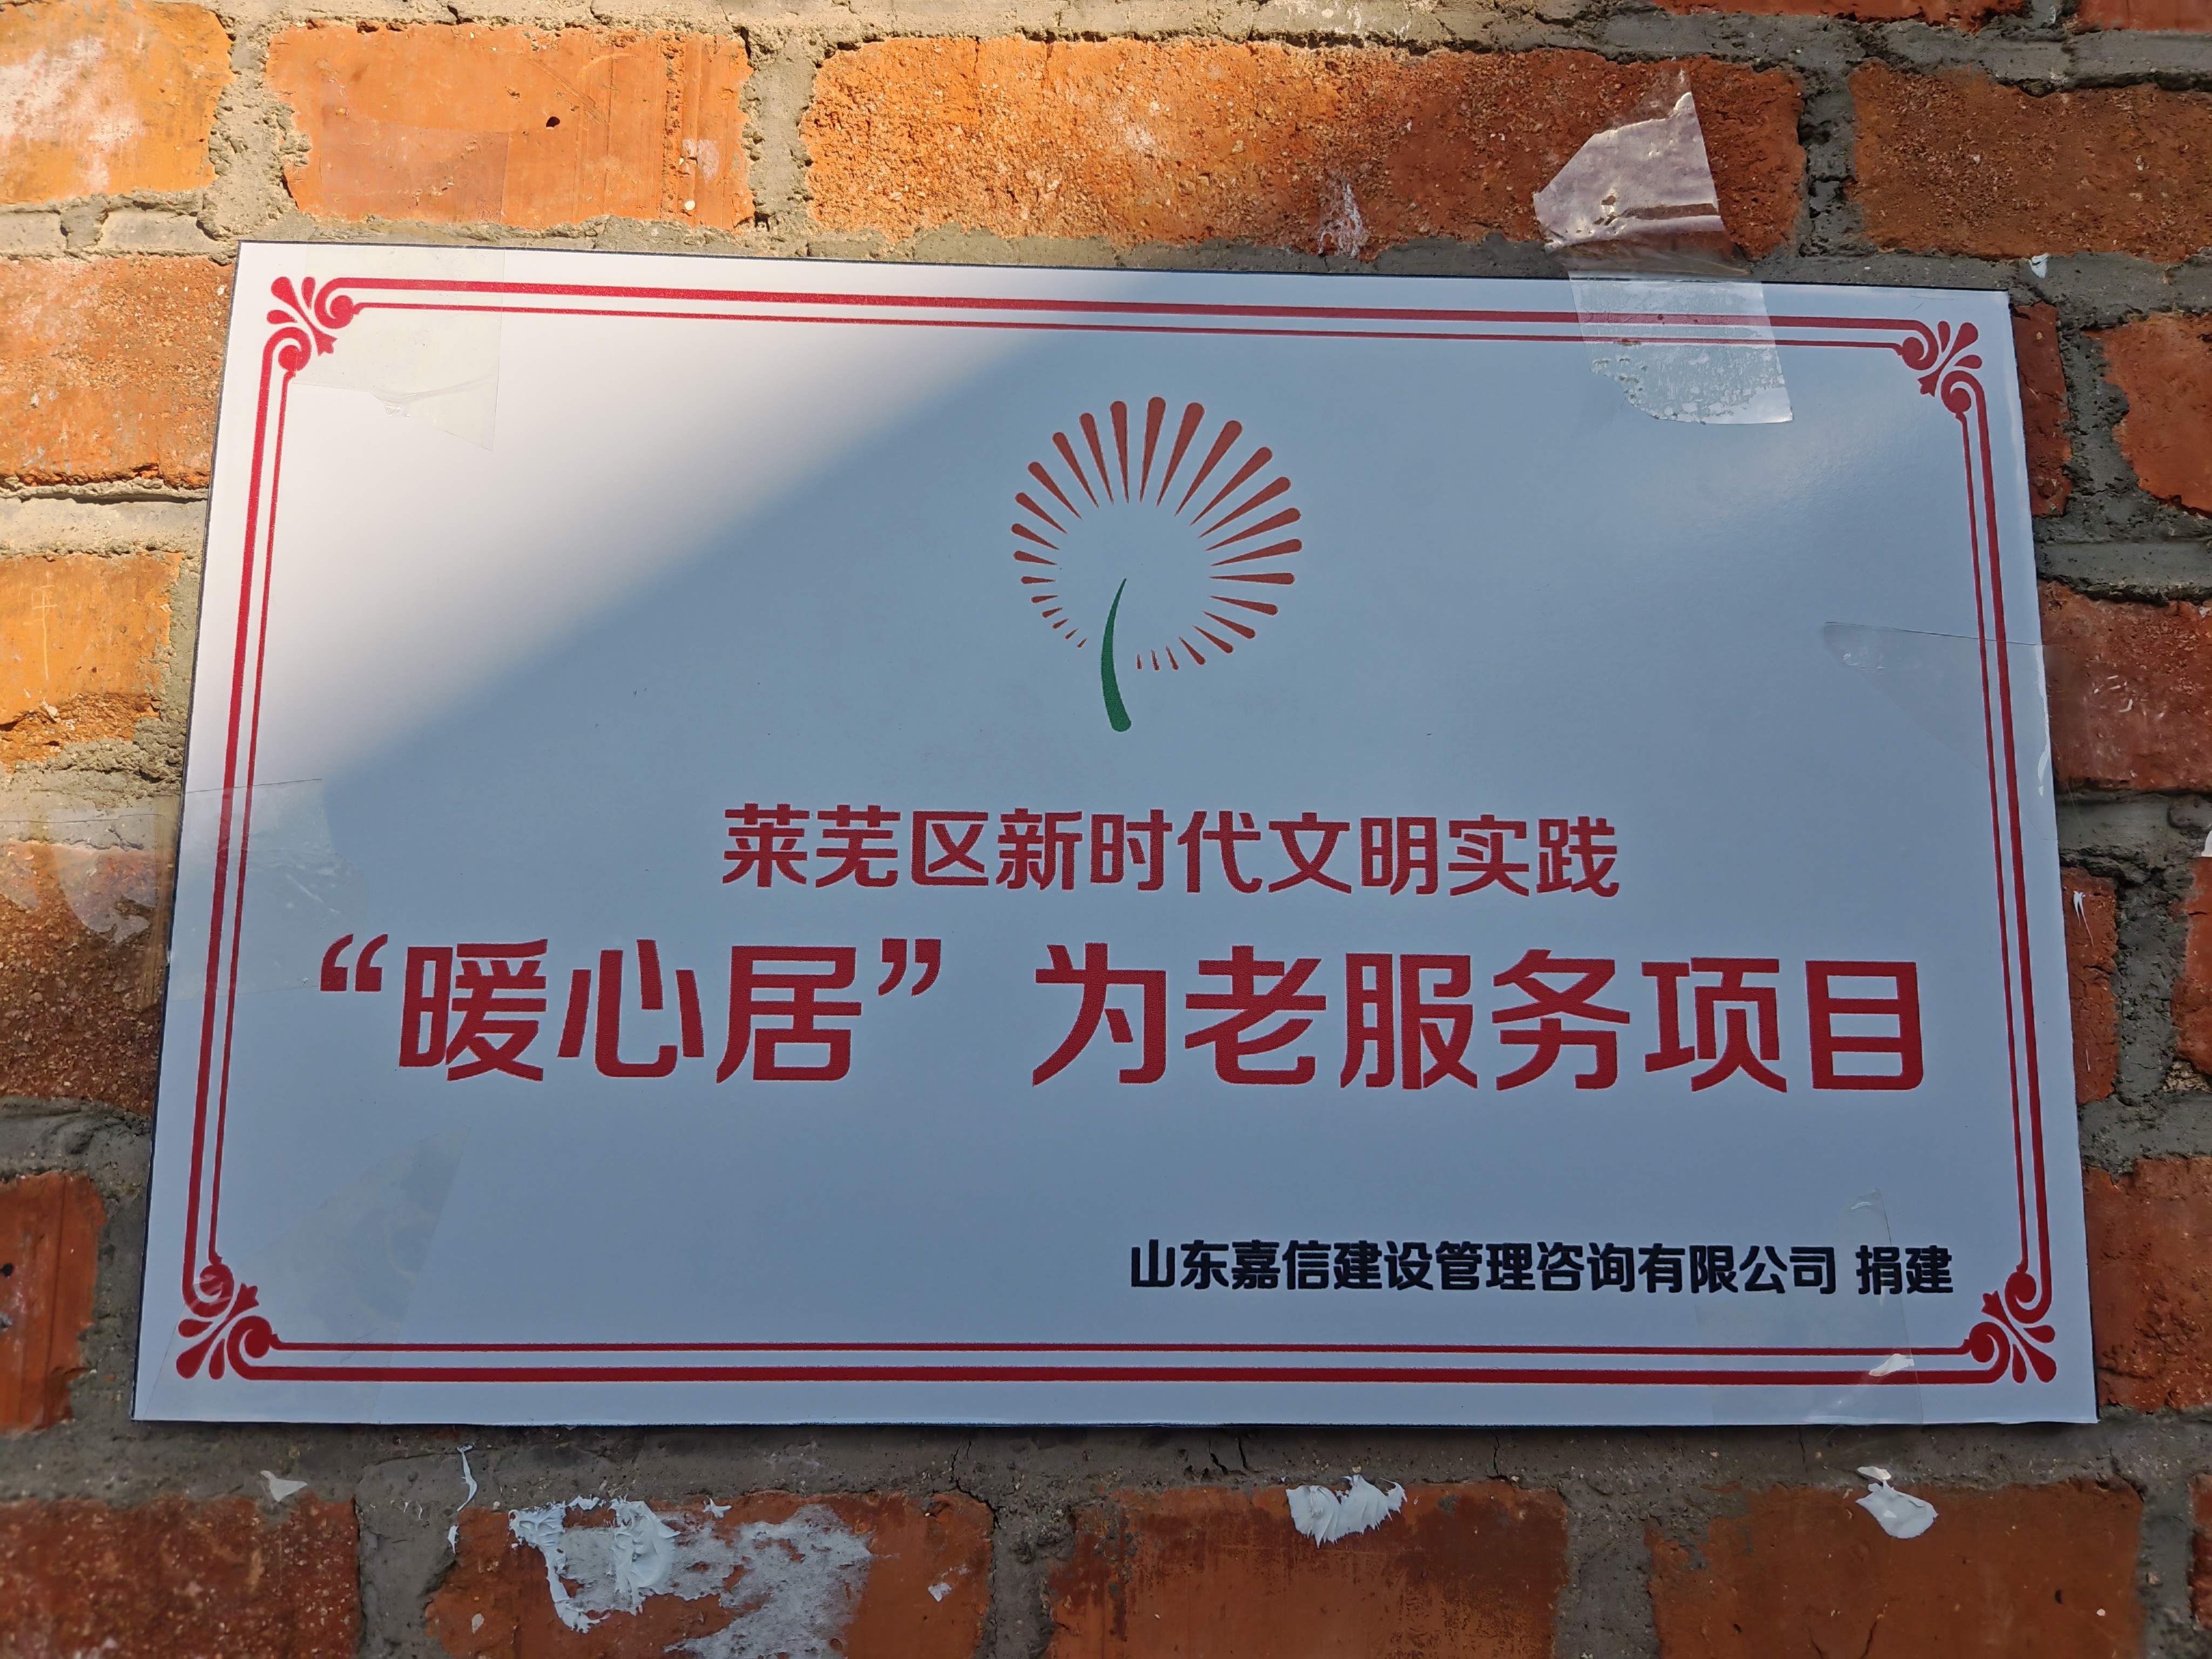 莱芜区新时代文明实践
“暖心居” 为老服务项目
山东嘉信建设管理咨询有限公司 捐建